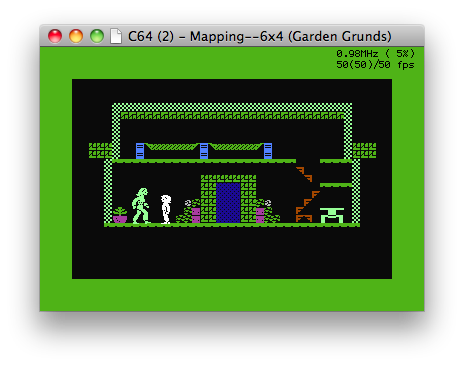 C64 (2) – Mapping--6x4 (Garden Grunds)
0.98MHz ( 5%)
50(50)/50 fps